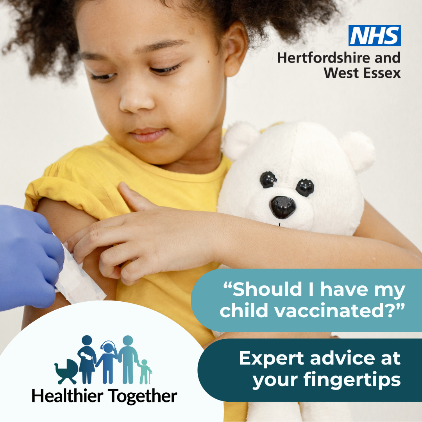 NHS
Hertfordshire and
West Essex
“Should I have my
child vaccinated?”
Expert advice at
your fingertips
Healthier Together